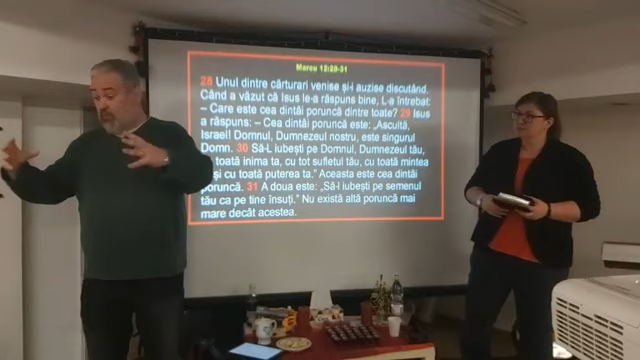 Marcu 12:28-31
28 Unul dintre cărturari venise și-i auzise discutând.
Când a văzut că Isus le-a răspuns bine, L-a întrebat:
– Care este cea dintâi poruncă dintre toate? 29 Isus
a răspuns: – Cea dintâi poruncă este: „Ascultă,
Israel! Domnul, Dumnezeul nostru, este singurul
Domn. 30 Să-L iubești pe Domnul, Dumnezeul tău,
cu toată inima ta, cu tot sufletul tău, cu toată mintea
și cu toată puterea ta.” Aceasta este cea dintâi
poruncă. 31 A doua este: „Să-l iubești pe semenul
tău ca pe tine însuți.” Nu există altă poruncă mai
mare decât acestea.